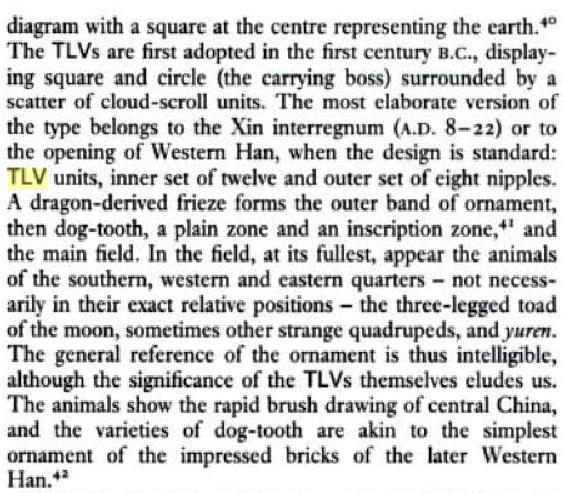 diagram with a square at the centre representing the earth.⁴⁰
The TLVs are first adopted in the first century B.C., display-
ing square and circle (the carrying boss) surrounded by a
scatter of cloud-scroll units. The most elaborate version of
the type belongs to the Xin interregnum (A.D. 8–22) or to
the opening of Western Han, when the design is standard:
TLV units, inner set of twelve and outer set of eight nipples.
A dragon-derived frieze forms the outer band of ornament,
then dog-tooth, a plain zone and an inscription zone,⁴¹ and
the main field. In the field, at its fullest, appear the animals
of the southern, western and eastern quarters – not necess-
arily in their exact relative positions – the three-legged toad
of the moon, sometimes other strange quadrupeds, and yuren.
The general reference of the ornament is thus intelligible,
although the significance of the TLVs themselves eludes us.
The animals show the rapid brush drawing of central China,
and the varieties of dog-tooth are akin to the simplest
ornament of the impressed bricks of the later Western
Han.⁴²